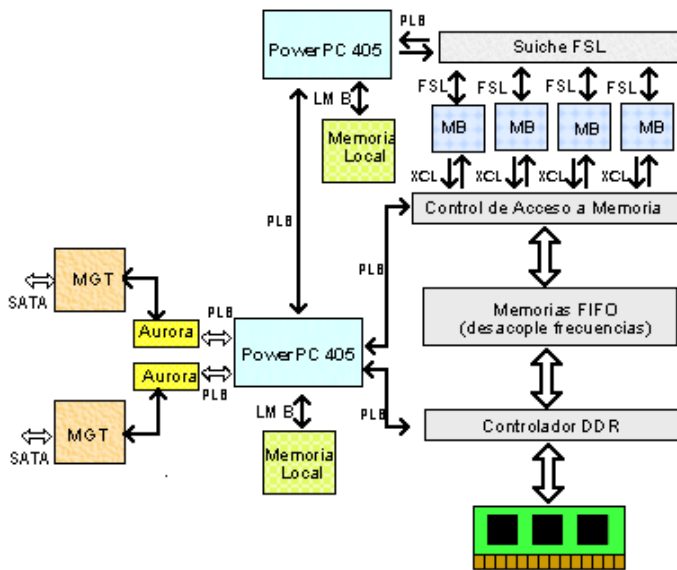 PLB
PowerPC 405
Suiche FSL
LM B
FSL
FSL
FSL
FSL
Memoria
Local
MB
MB
MB
MB
XCL
XCL
XCL
XCL
Control de Acceso a Memoria
PLB
PLB
MGT
SATA
Aurora
PLB
Memorias FIFO
(desacople frecuencias)
PowerPC 405
Aurora
PLB
MGT
SATA
LM B
PLB
Controlador DDR
Memoria
Local